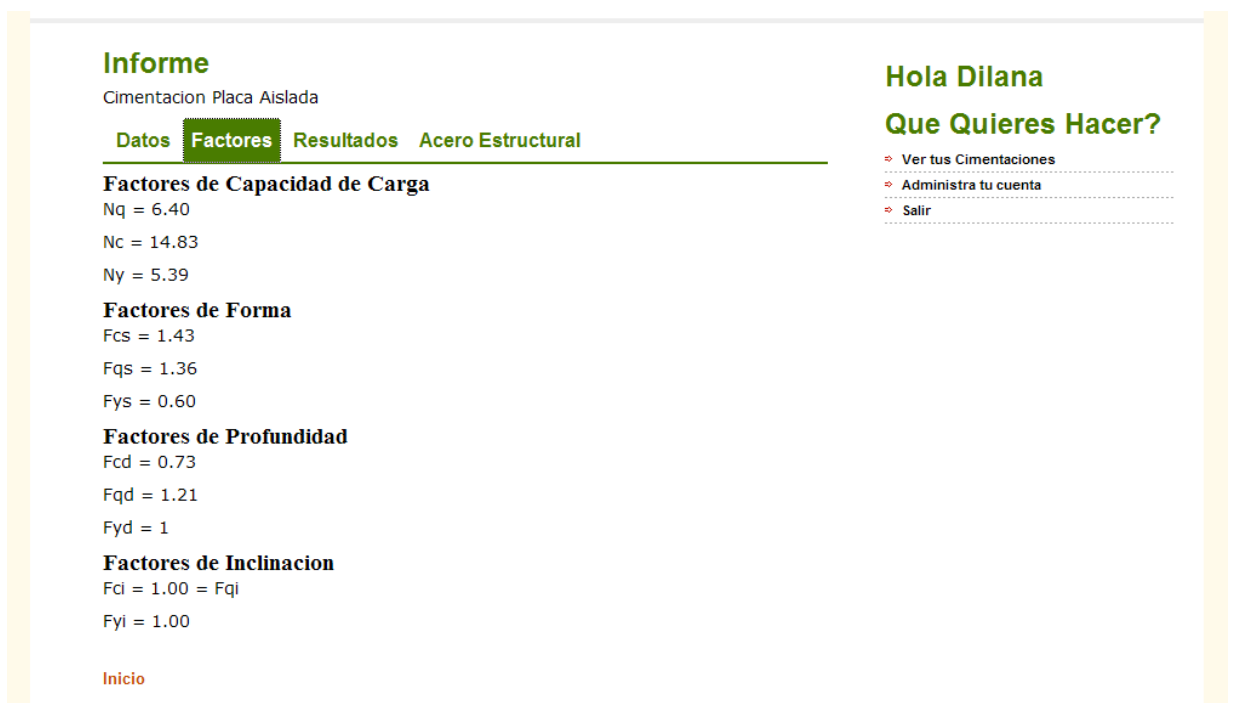 Informe
Cimentacion Placa Aislada
Datos Factores Resultados Acero Estructural
Factores de Capacidad de Carga
Nq = 6.40
Nc = 14.83
Ny = 5.39
Factores de Forma
Fcs = 1.43
Fqs = 1.36
Fys = 0.60
Factores de Profundidad
Fcd = 0.73
Fqd = 1.21
Fyd = 1
Factores de Inclinacion
Fci = 1.00 = Fqi
Fyi = 1.00
Inicio
Hola Dilana
Que Quieres Hacer?
Ver tus Cimentaciones
Administra tu cuenta
Salir